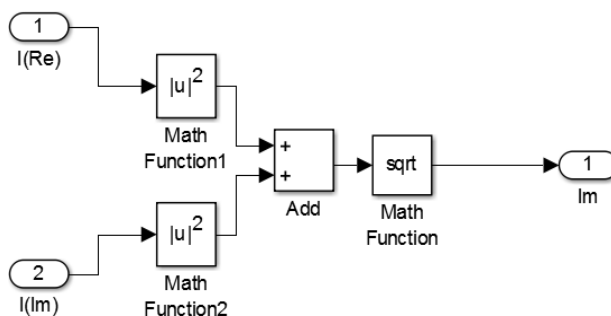 1
I(Re)
|u|²
Math
Function1
+
+
Add
sqrt
Math
Function
1
Im
|u|²
Math
Function2
2
I(Im)